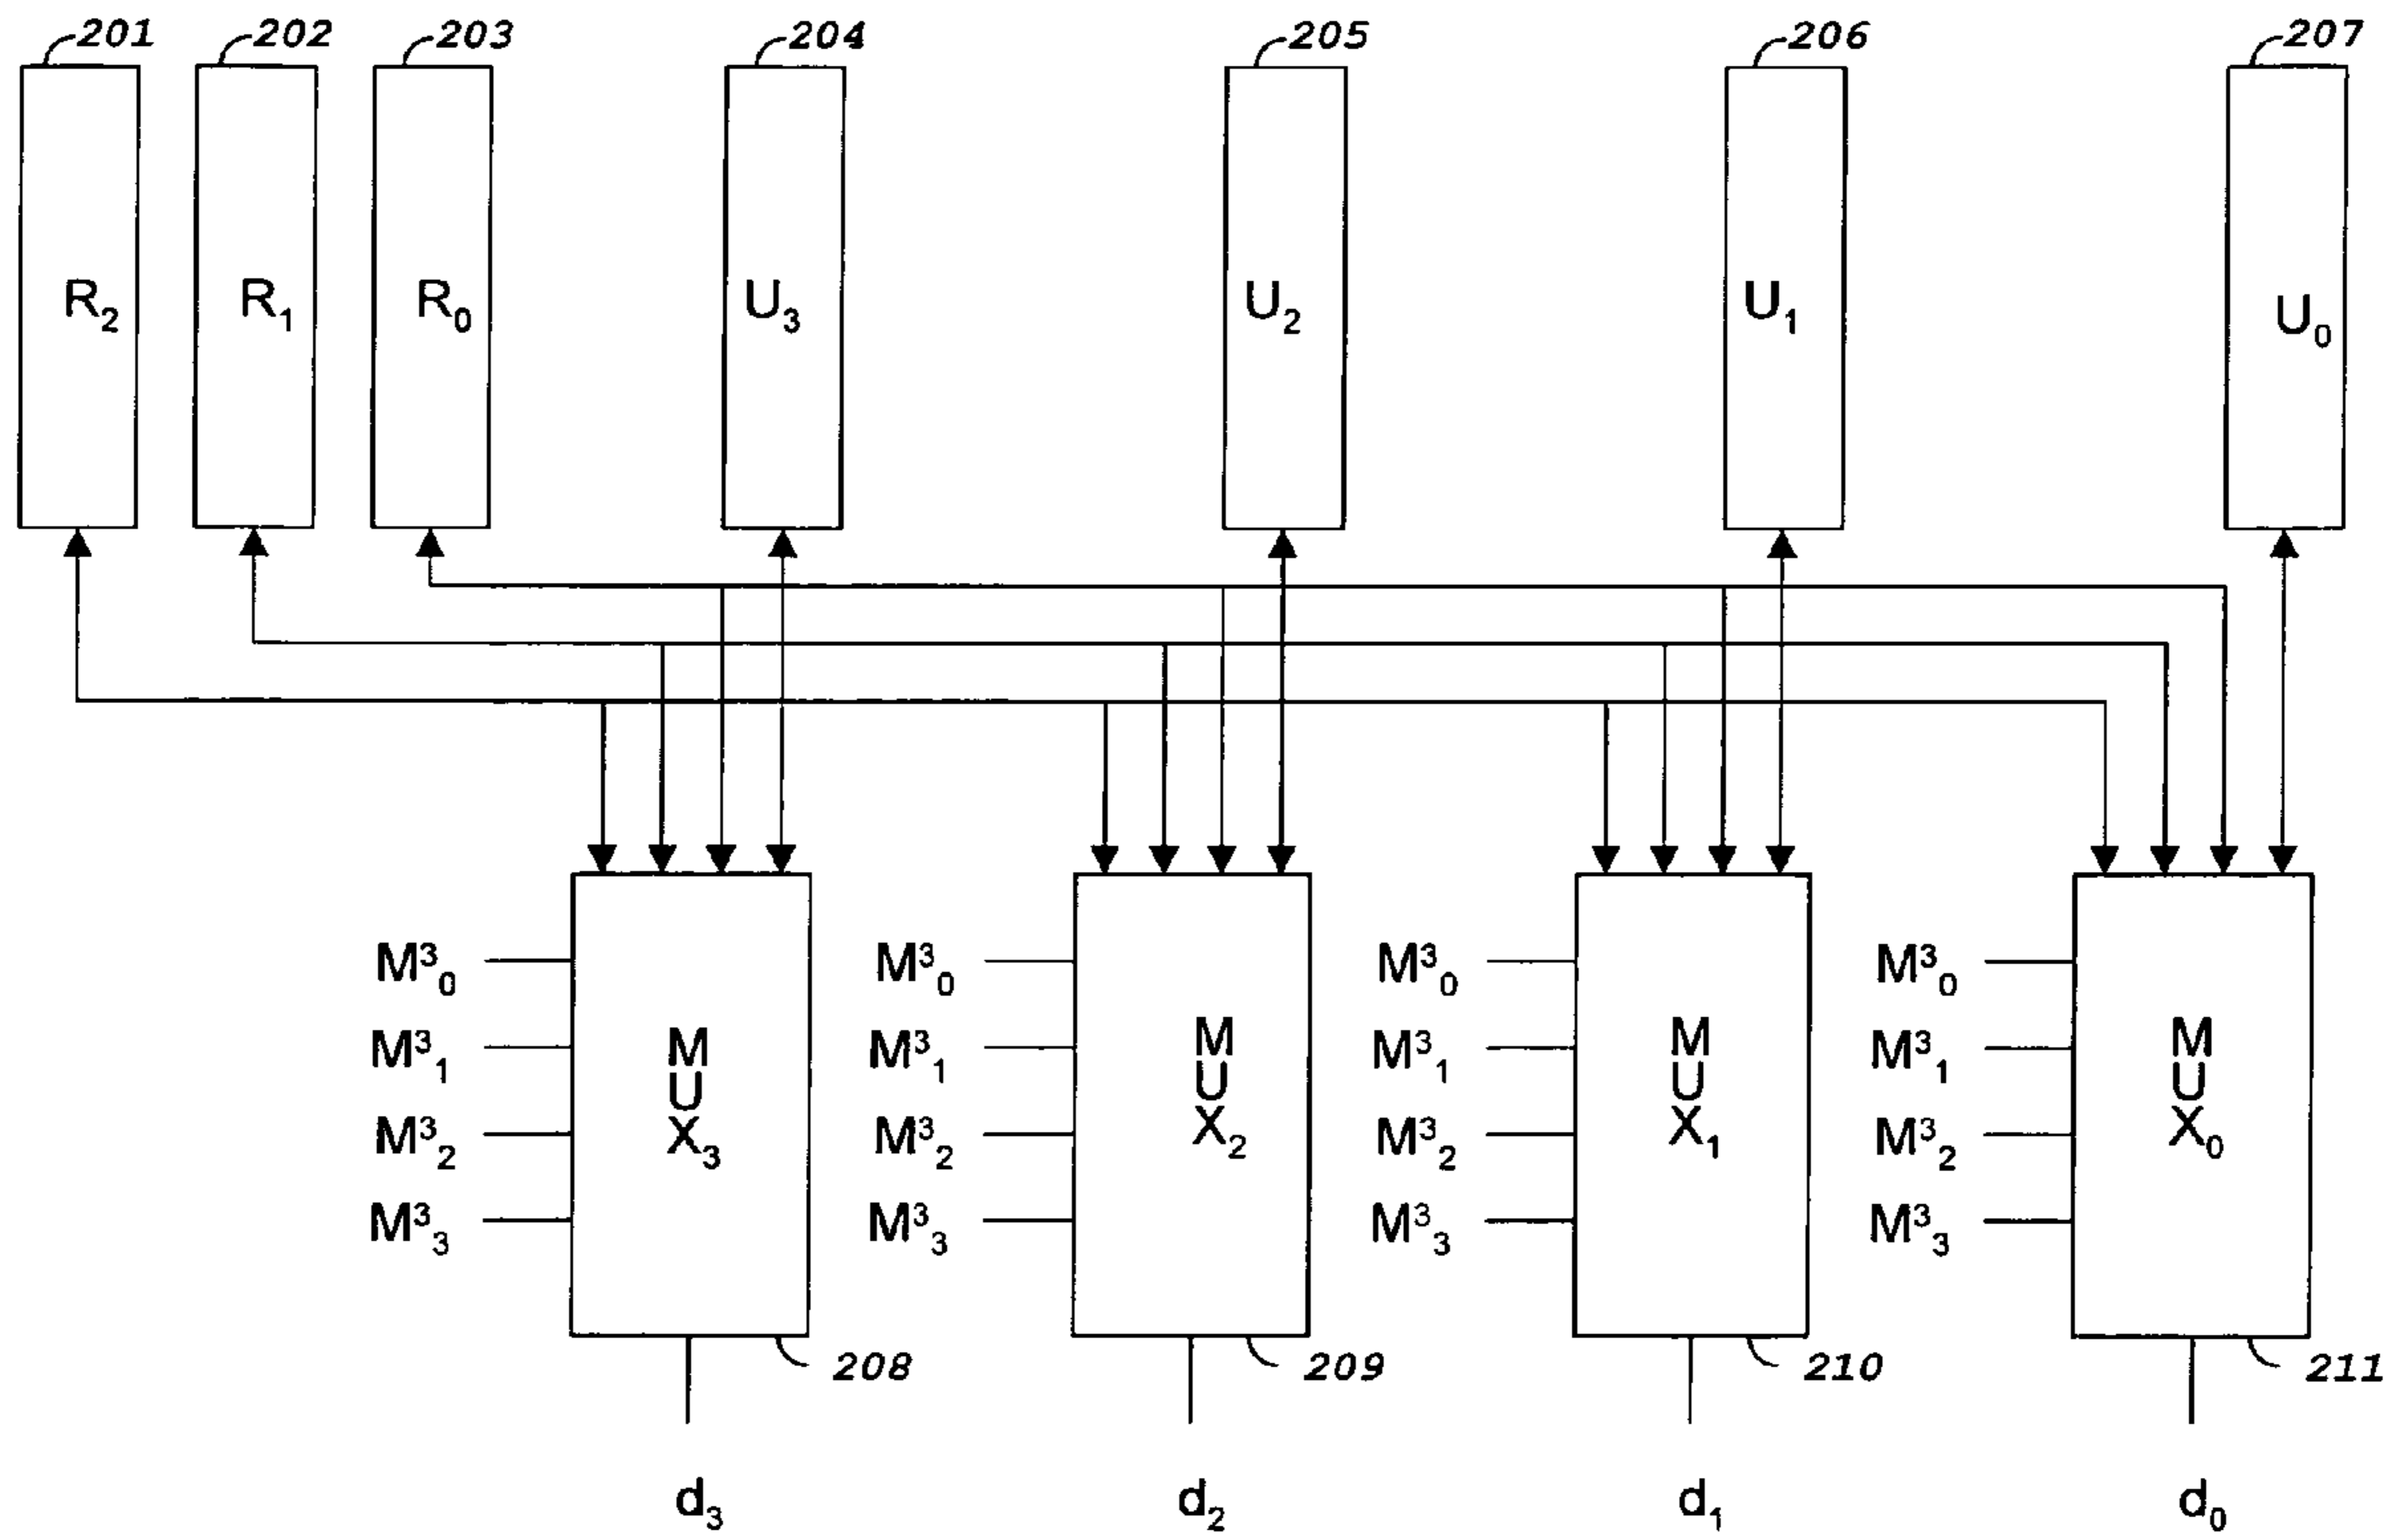 201 202 203 204 205 206 207
R₂ R₁ R₀ U₃ U₂ U₁ U₀
M³₀ M³₀ M³₀ M³₀
M³₁ M³₁ M³₁ M³₁
M³₂ M³₂ M³₂ M³₂
M³₃ M³₃ M³₃ M³₃
M
U
X₃
M
U
X₂
M
U
X₁
M
U
X₀
208 209 210 211
d₃ d₂ d₁ d₀